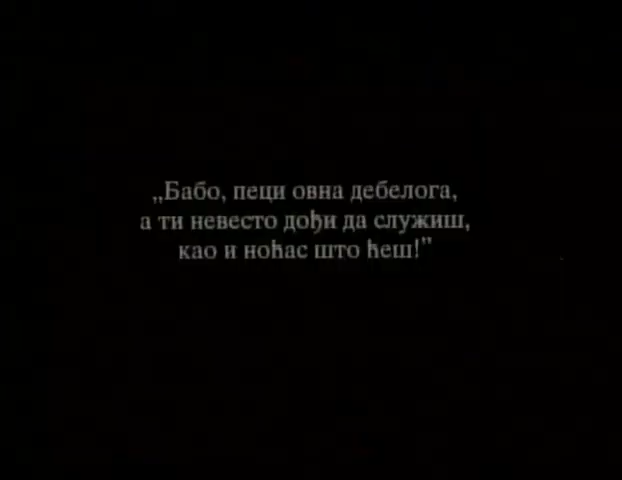 „Бабо, пеци овна дебелога,
а ти невесто дођи да служиш,
као и ноћас што ћеш!”